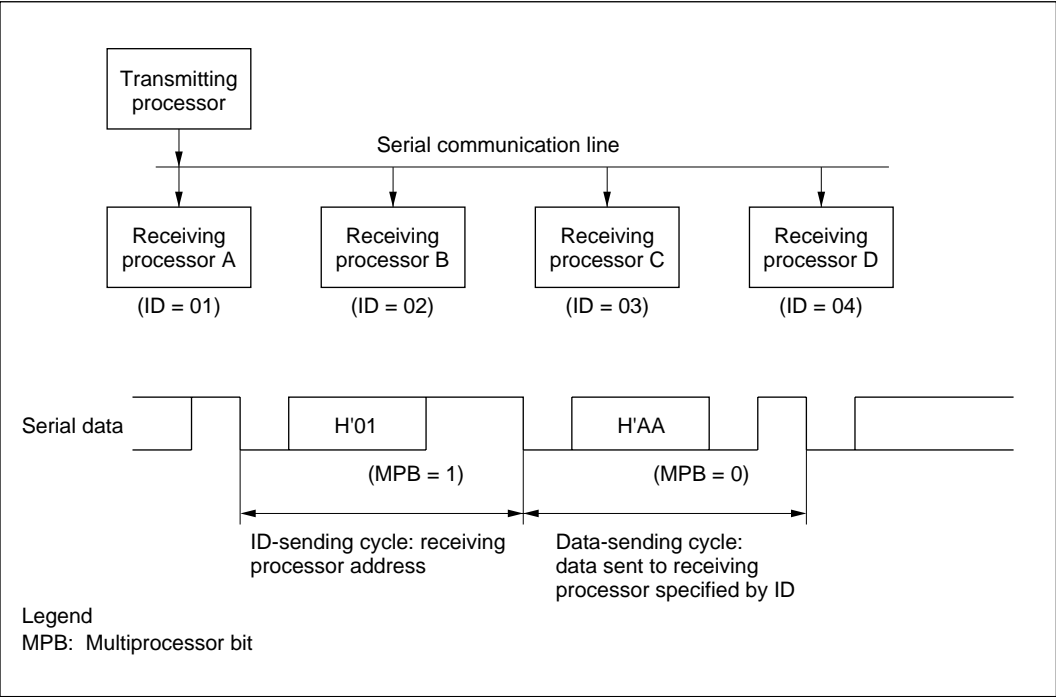 Transmitting
processor
Serial communication line
Receiving
processor A
Receiving
processor B
Receiving
processor C
Receiving
processor D
(ID = 01)
(ID = 02)
(ID = 03)
(ID = 04)
Serial data
H'01
H'AA
(MPB = 1)
(MPB = 0)
ID-sending cycle: receiving
processor address
Data-sending cycle:
data sent to receiving
processor specified by ID
Legend
MPB: Multiprocessor bit